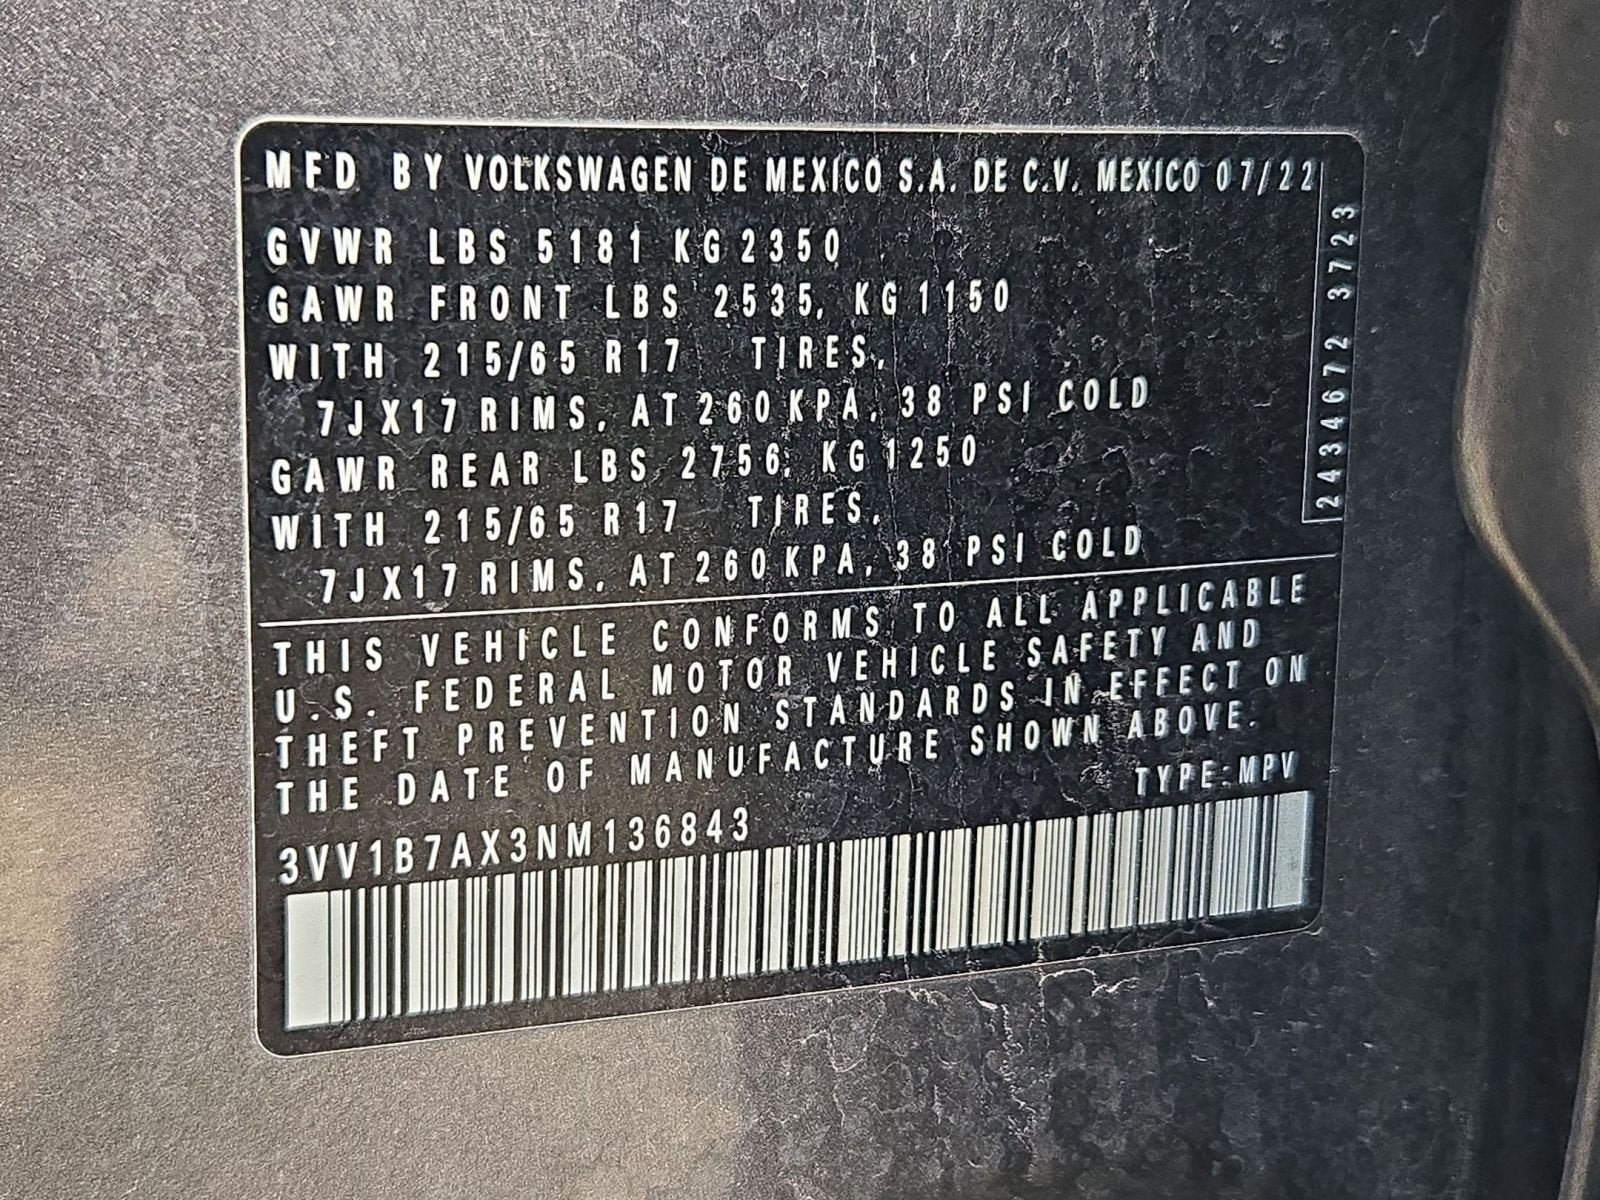 MFD BY VOLKSWAGEN DE MEXICO S.A. DE C.V. MEXICO 07/22
GVWR LBS 5181 KG 2350
GAWR FRONT LBS 2535, KG 1150
WITH 215/65 R17 TIRES,
7JX17 RIMS, AT 260 KPA, 38 PSI COLD
GAWR REAR LBS 2756, KG 1250
WITH 215/65 R17 TIRES,
7JX17 RIMS, AT 260 KPA, 38 PSI COLD
2434672 3723
THIS VEHICLE CONFORMS TO ALL APPLICABLE
U.S. FEDERAL MOTOR VEHICLE SAFETY AND
THEFT PREVENTION STANDARDS IN EFFECT ON
THE DATE OF MANUFACTURE SHOWN ABOVE.
TYPE:MPV
3VV1B7AX3NM136843